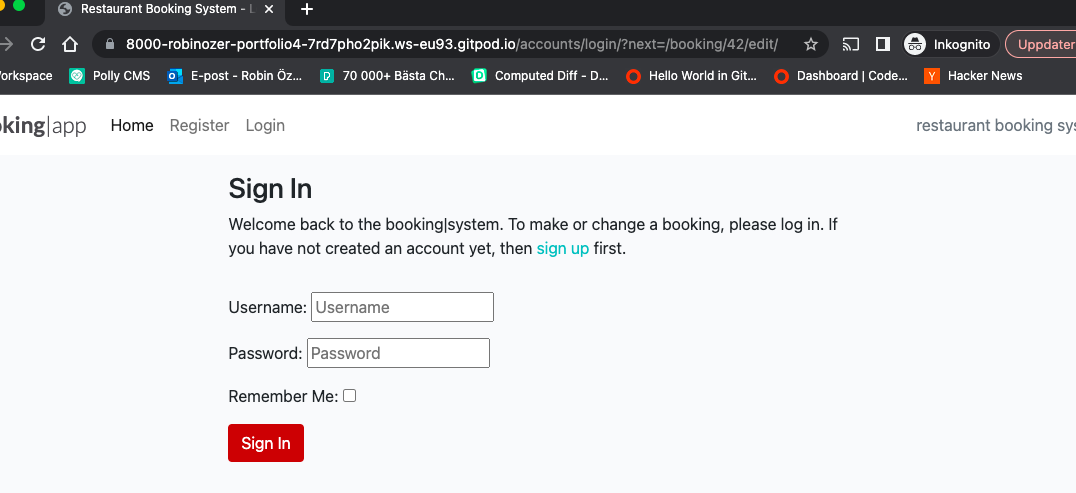 Restaurant Booking System - L
8000-robinozer-portfolio4-7rd7pho2pik.ws-eu93.gitpod.io/accounts/login/?next=/booking/42/edit/
Inkognito
Uppdater
orkspace
Polly CMS
E-post - Robin Öz...
70 000+ Bästa Ch...
Computed Diff - D...
Hello World in Git...
Dashboard | Code...
Y Hacker News
oking|app
Home
Register
Login
restaurant booking sys
Sign In
Welcome back to the booking|system. To make or change a booking, please log in. If
you have not created an account yet, then sign up first.
Username: Username
Password: Password
Remember Me:
Sign In